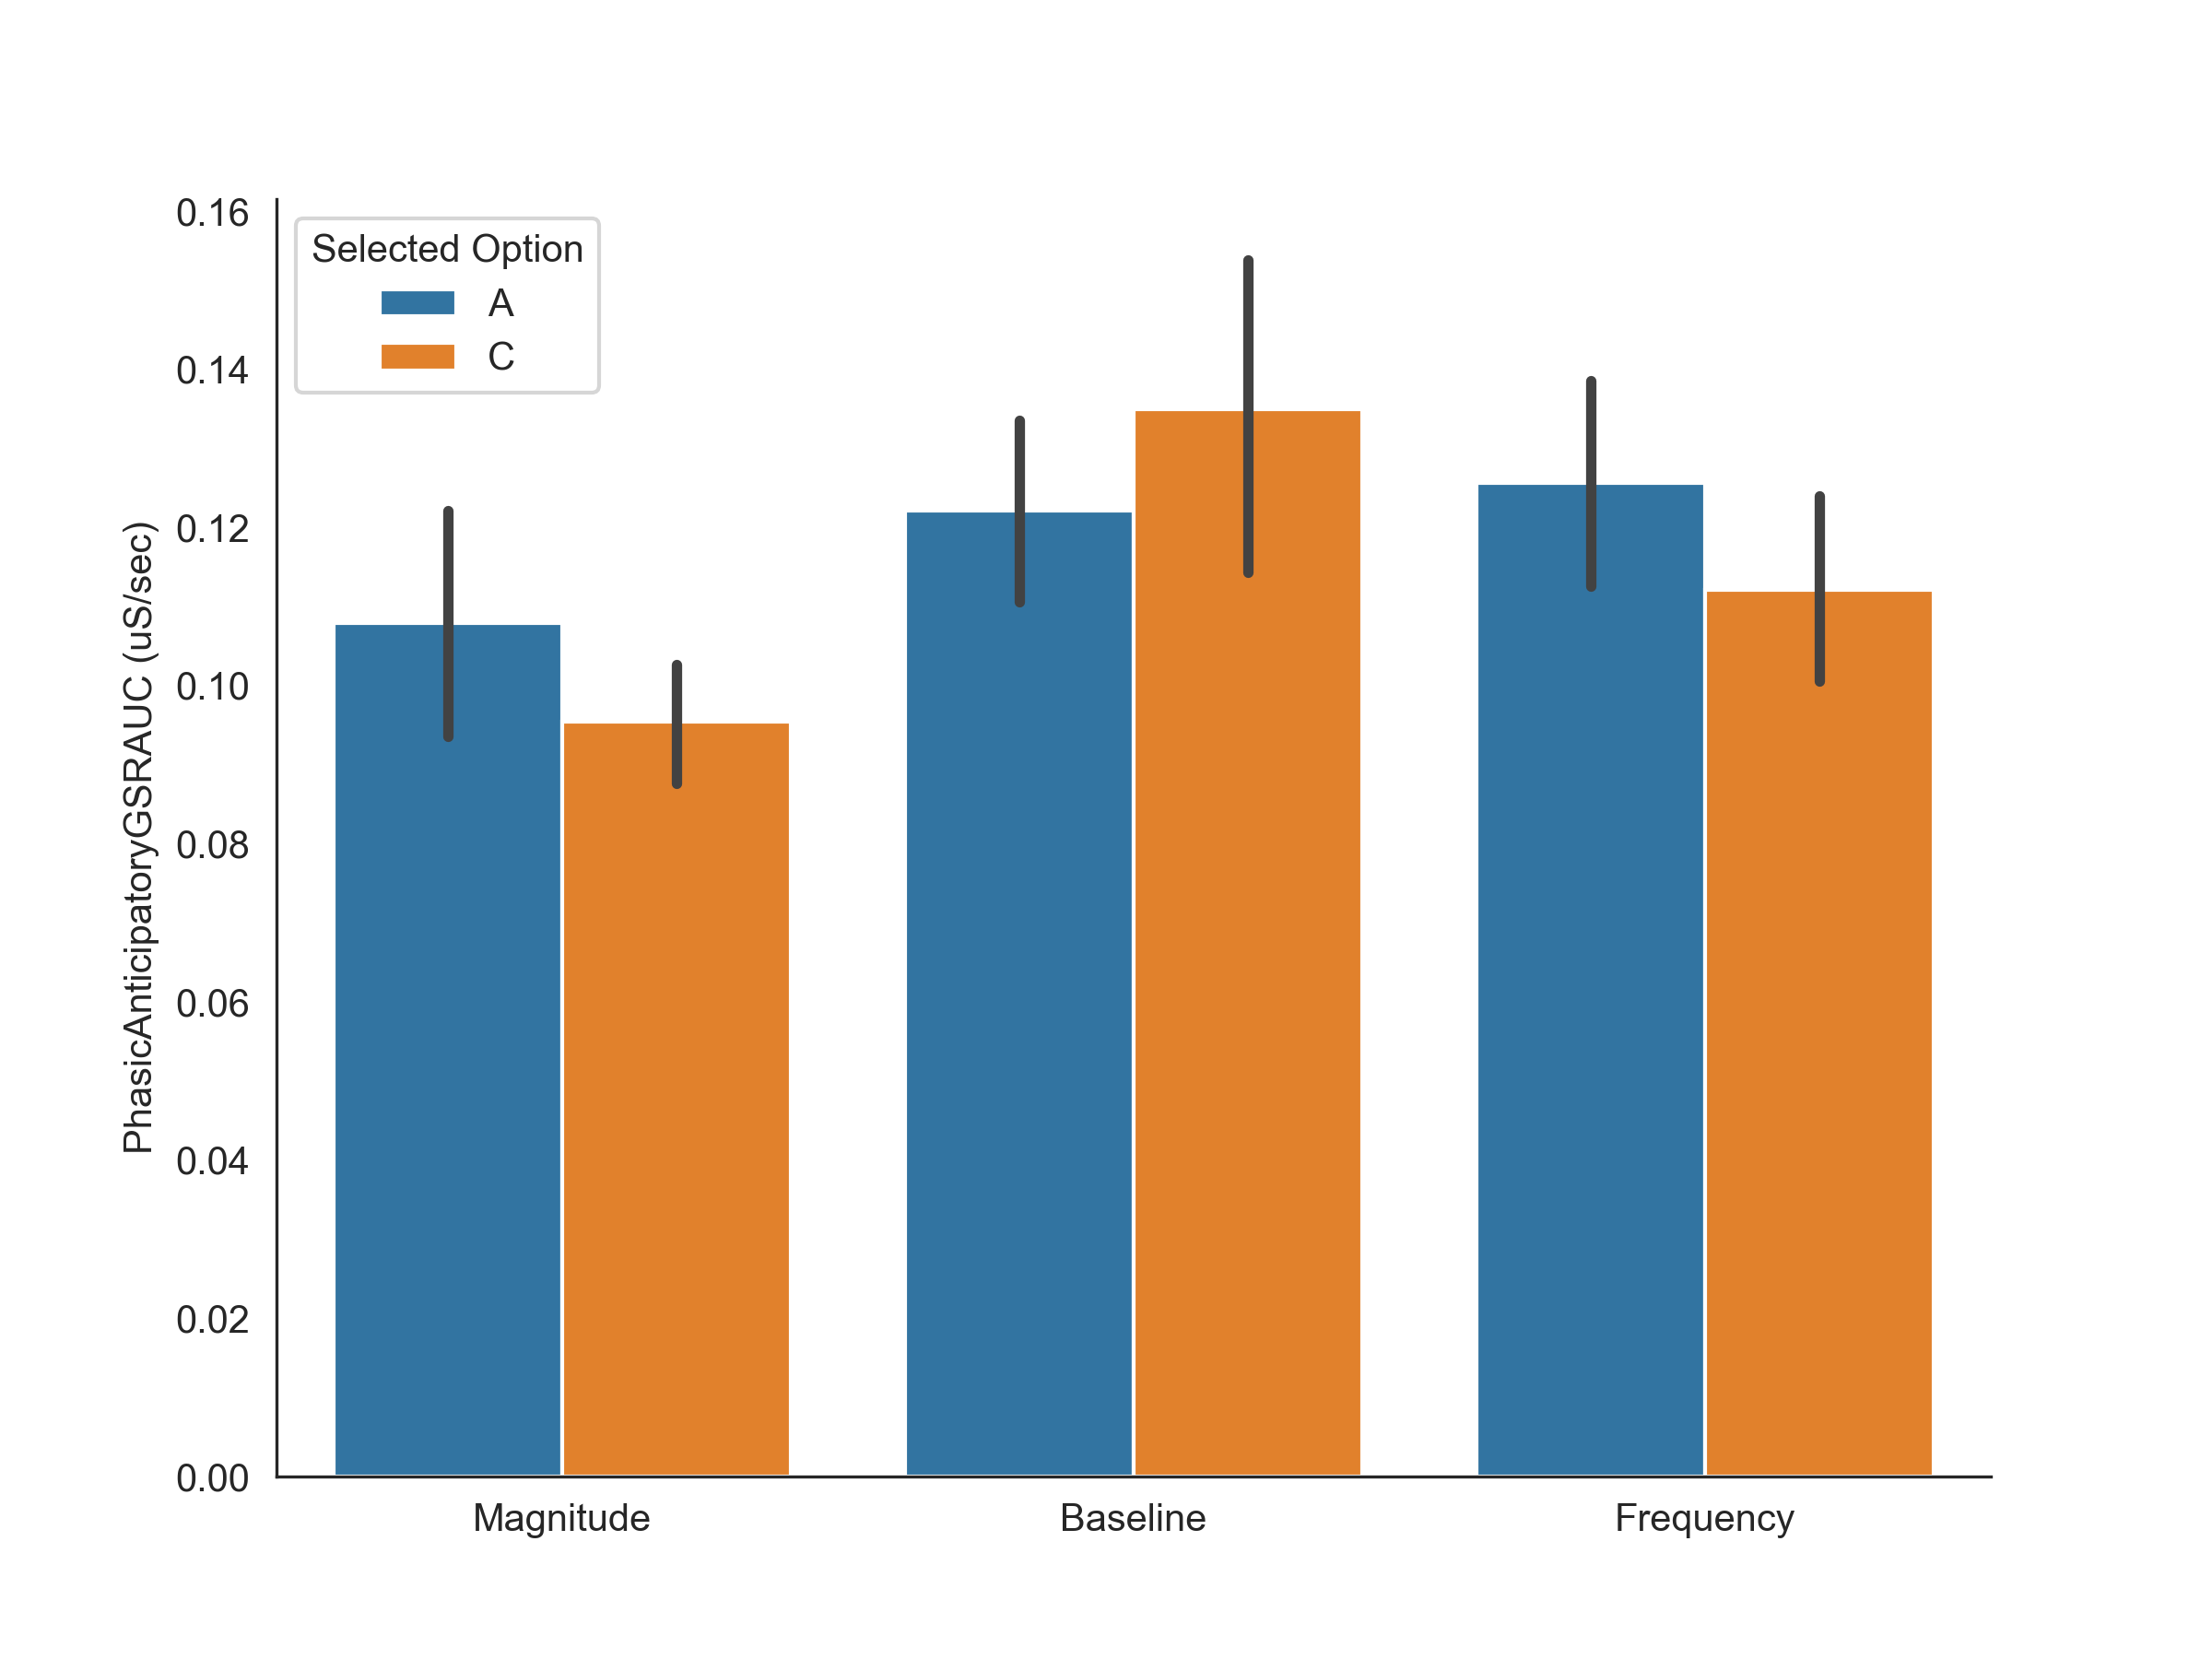 0.16
0.14
0.12
0.10
0.08
0.06
0.04
0.02
0.00
PhasicAnticipatoryGSRAUC (uS/sec)
Selected Option
A
C
Magnitude
Baseline
Frequency